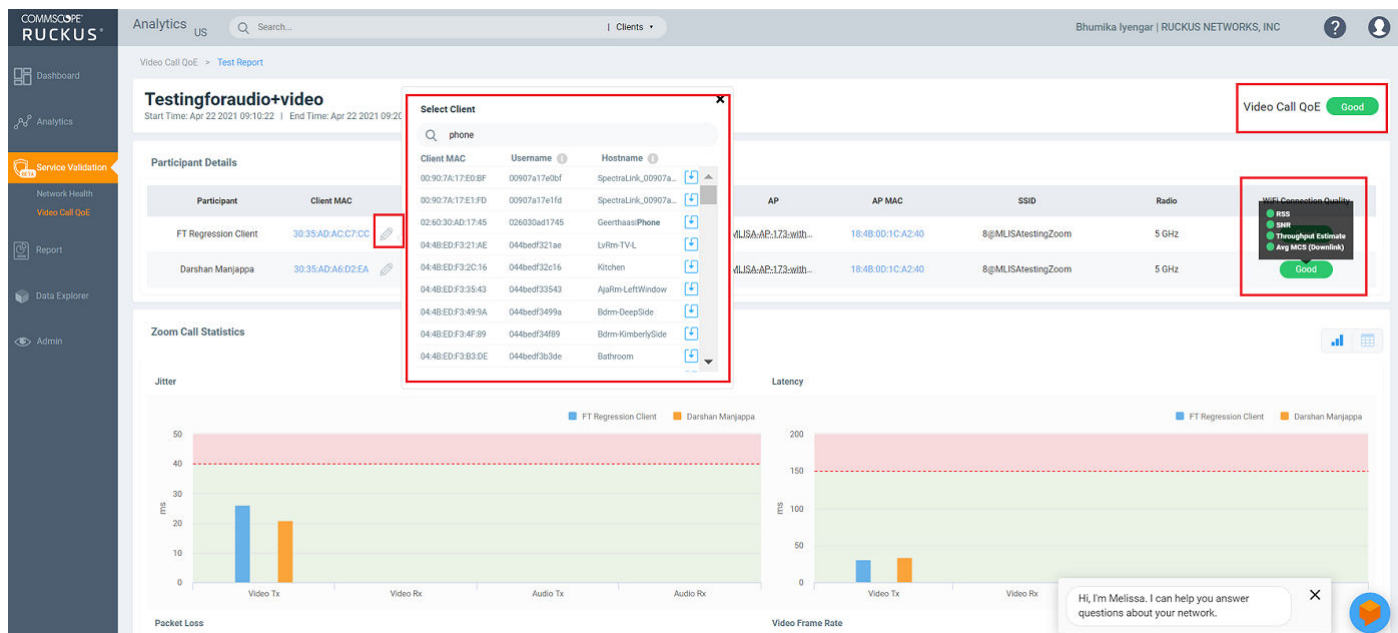 COMMSCOPE
RUCKUS
Analytics US Search... | Clients
Bhumika Iyengar | RUCKUS NETWORKS, INC
?
Dashboard
Analytics
Service Validation
BETA
Network Health
Video Call QoE
Report
Data Explorer
Admin
Video Call QoE > Test Report
Testingforaudio+video
Start Time: Apr 22 2021 09:10:22 | End Time: Apr 22 2021 09:20
Video Call QoE Good
Participant Details
Participant Client MAC AP AP MAC SSID Radio WiFi Connection Quality
FT Regression Client 30:35:AD:AC:C7:CC MLISA-AP-173-with... 18:4B:0D:1C:A2:40 8@MLISAtestingZoom 5 GHz
Darshan Manjappa 30:35:AD:A6:D2:EA MLISA-AP-173-with... 18:4B:0D:1C:A2:40 8@MLISAtestingZoom 5 GHz Good
RSS
SNR
Throughput Estimate
Avg MCS (Downlink)
Select Client
phone
Client MAC Username Hostname
00:90:7A:17:E0:BF 00907a17e0bf SpectraLink_00907a...
00:90:7A:17:E1:FD 00907a17e1fd SpectraLink_00907a...
02:60:30:AD:17:45 026030ad1745 GeerthaasiPhone
04:4B:ED:F3:21:AE 044bedf321ae LvRm-TV-L
04:4B:ED:F3:2C:16 044bedf32c16 Kitchen
04:4B:ED:F3:35:43 044bedf33543 AjaRm-LeftWindow
04:4B:ED:F3:49:9A 044bedf3499a Bdrm-DeepSide
04:4B:ED:F3:4F:89 044bedf34f89 Bdrm-KimberlySide
04:4B:ED:F3:B3:DE 044bedf3b3de Bathroom
Zoom Call Statistics
Jitter
FT Regression Client Darshan Manjappa
50
40
30
20
10
0
ms
Video Tx Video Rx Audio Tx Audio Rx
Latency
FT Regression Client Darshan Manjappa
200
150
100
50
0
ms
Video Tx Video Rx
Packet Loss
Video Frame Rate
Hi, I'm Melissa. I can help you answer
questions about your network.